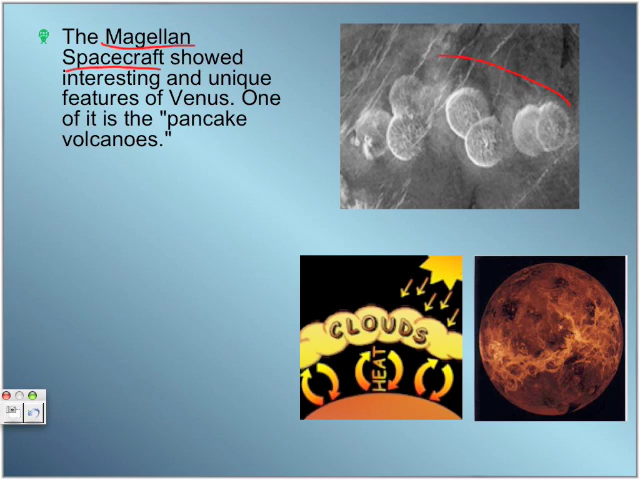 The Magellan
Spacecraft showed
interesting and unique
features of Venus. One
of it is the "pancake
volcanoes."
CLOUDS
HEAT